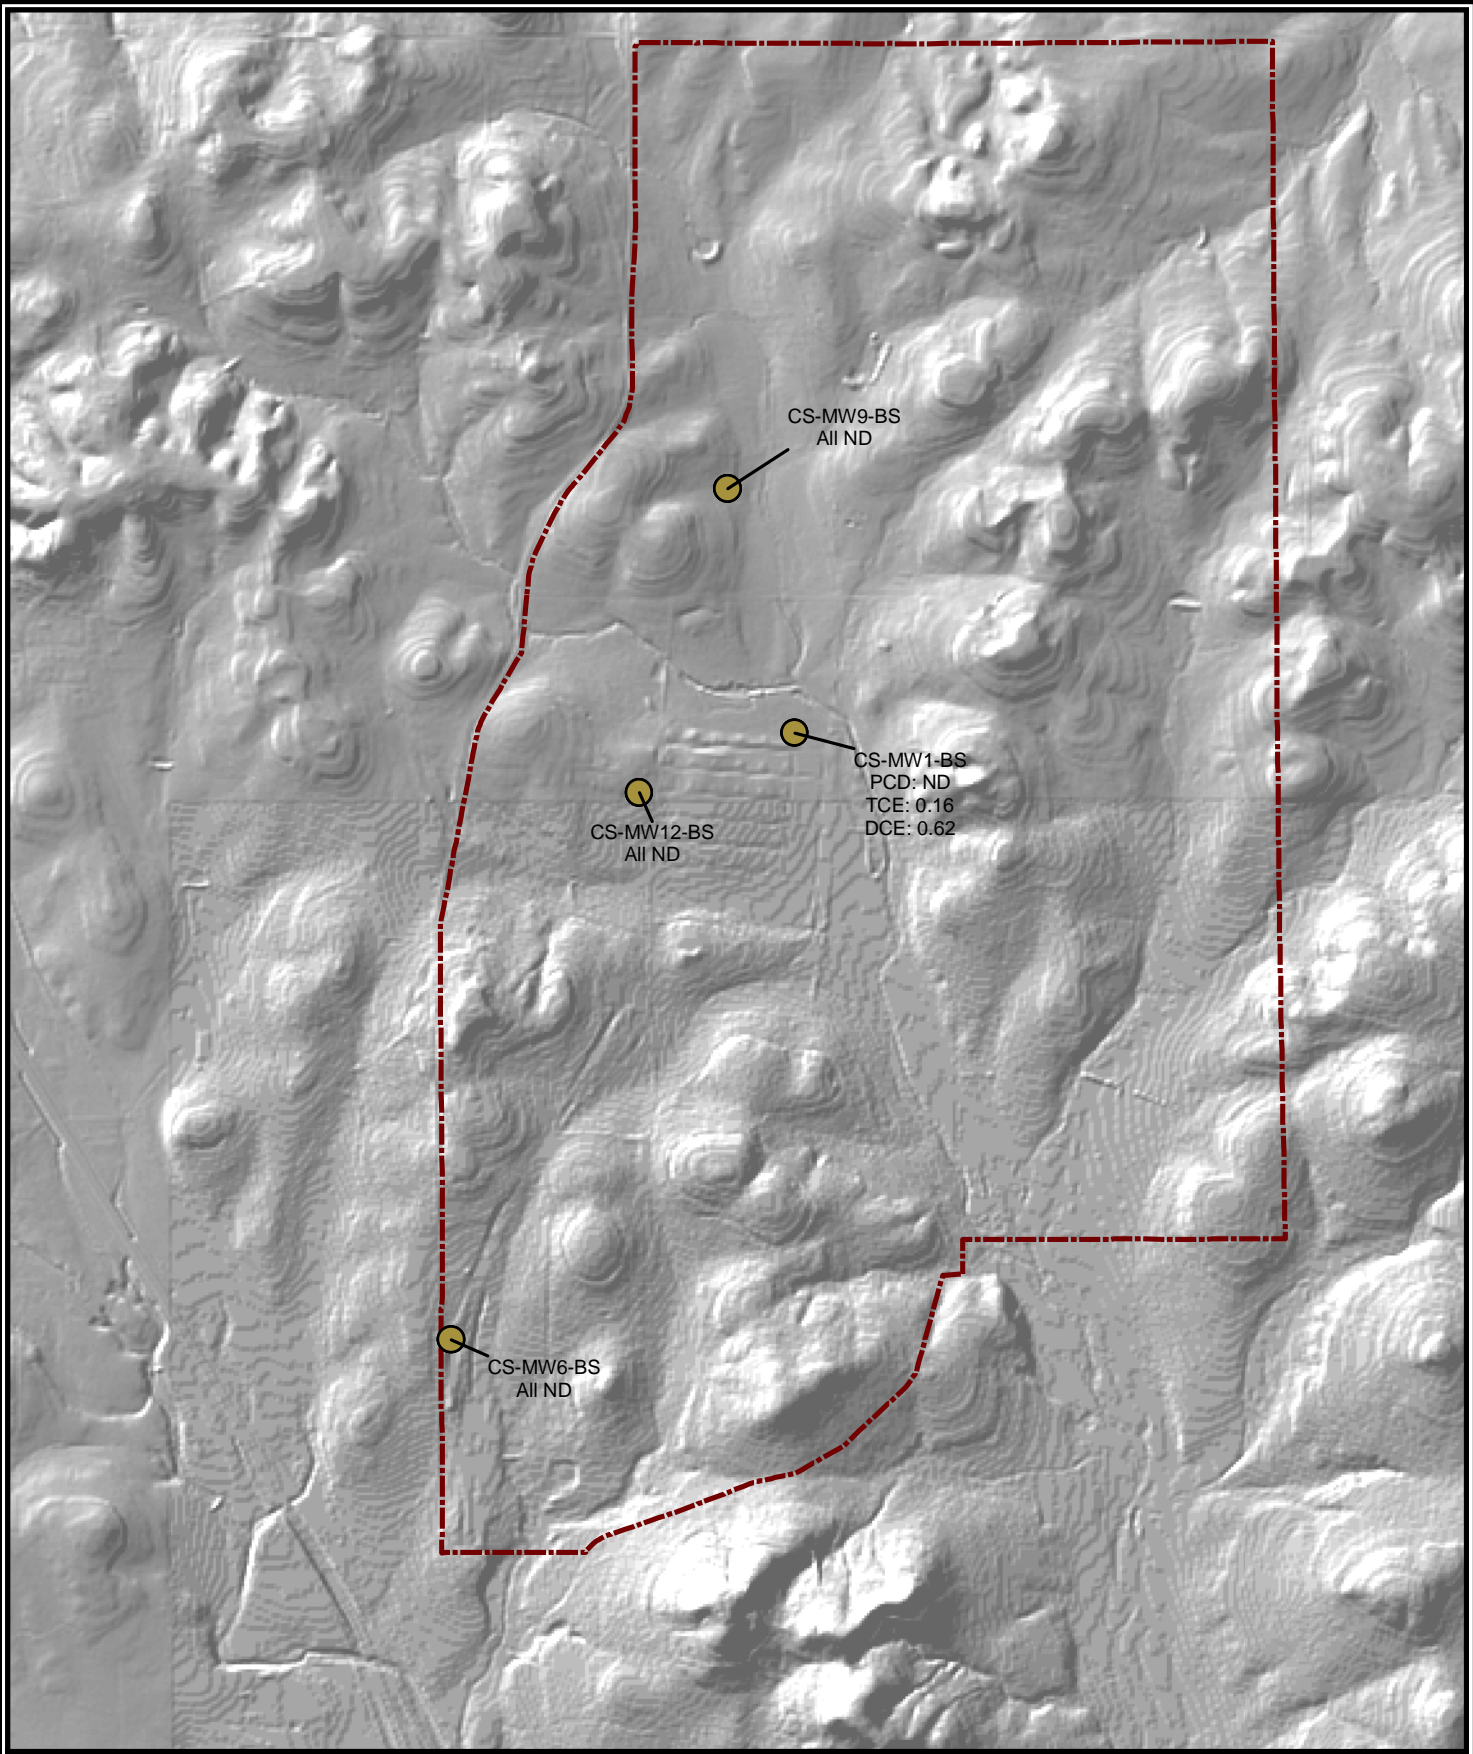 CS-MW9-BS
All ND
CS-MW1-BS
PCD: ND
TCE: 0.16
DCE: 0.62
CS-MW12-BS
All ND
CS-MW6-BS
All ND